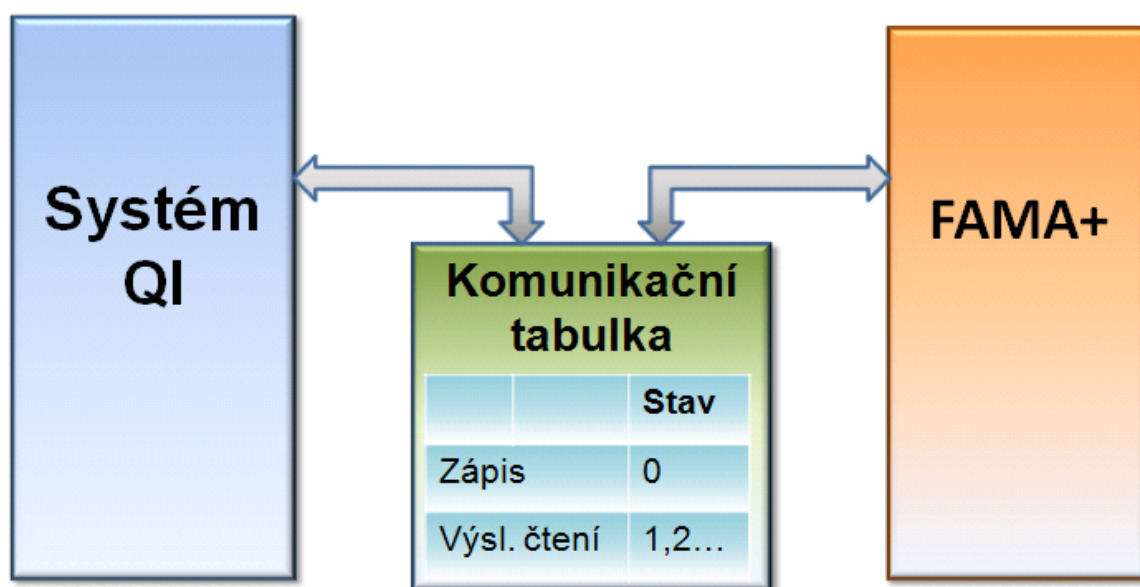 Systém
QI
FAMA+
Komunikační
tabulka
Stav
Zápis 0
Výsl. čtení 1,2...